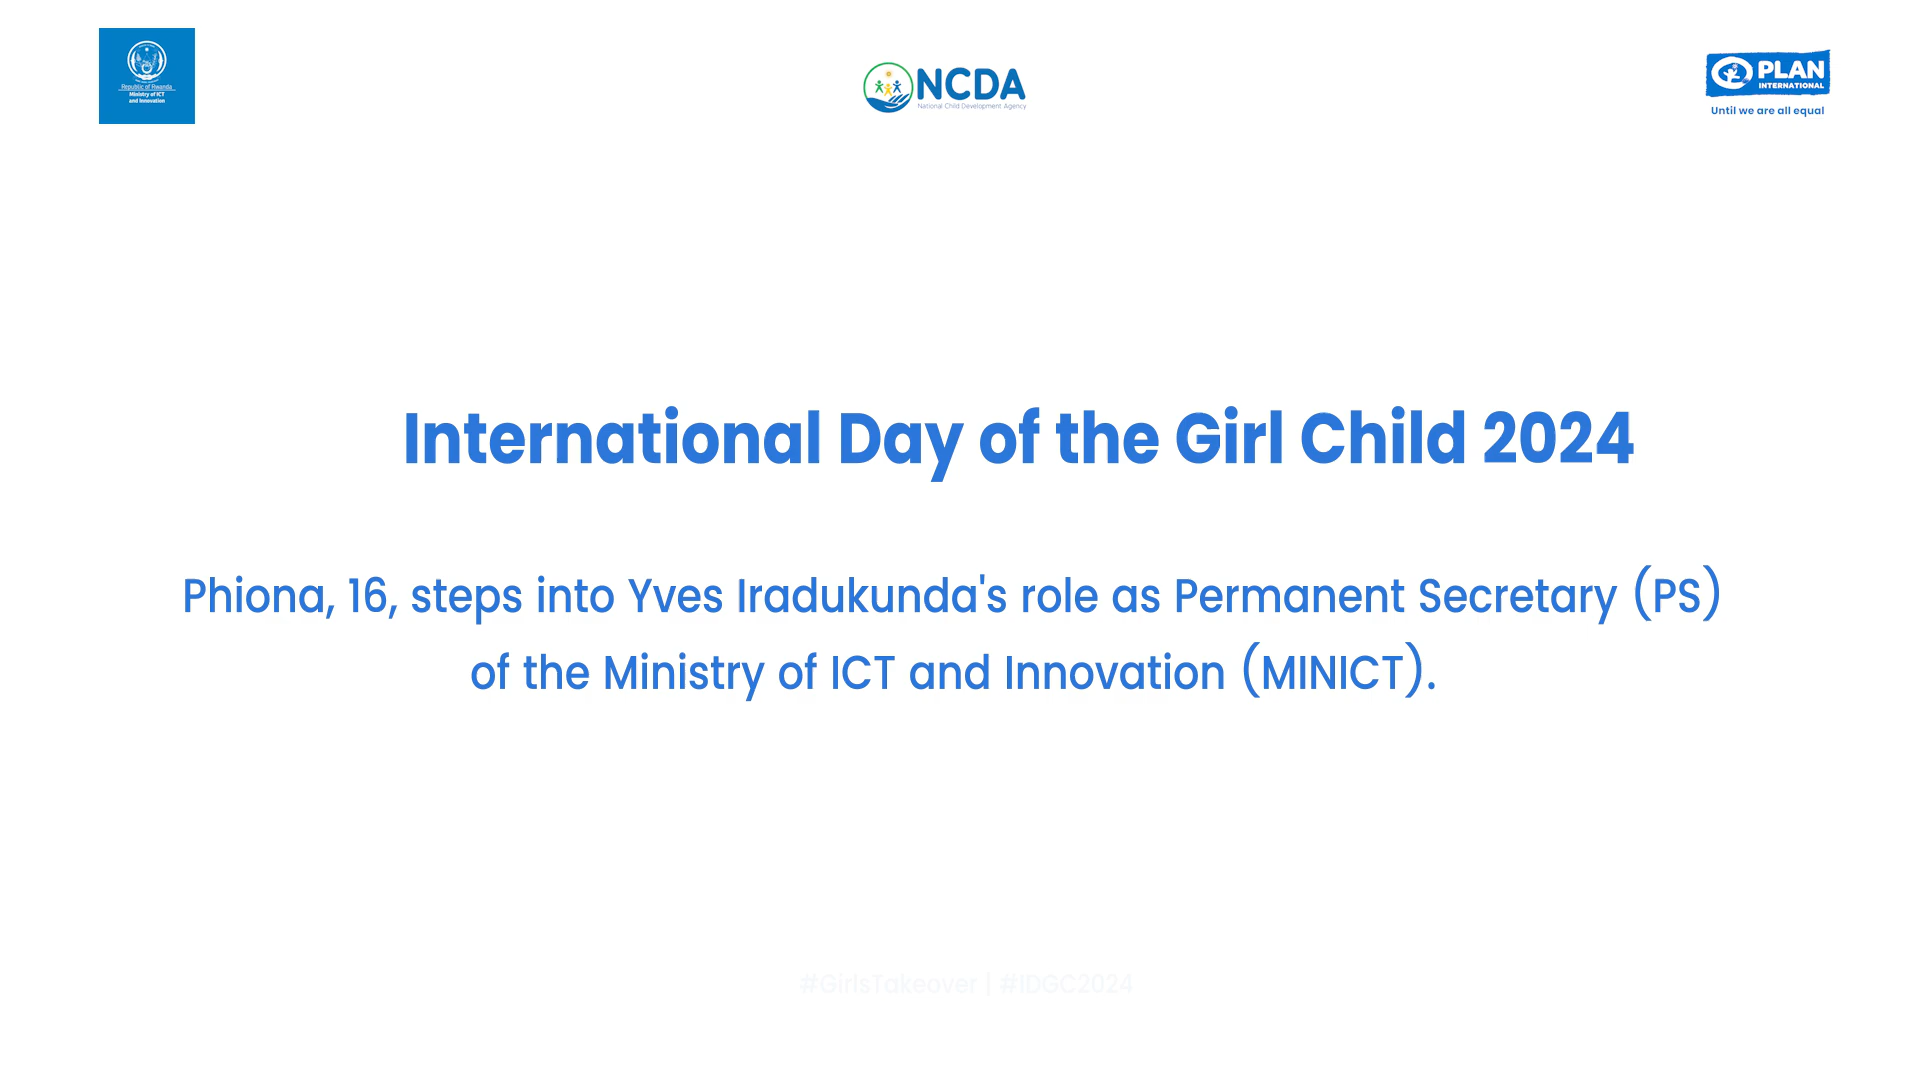 Republic of Rwanda
Ministry of ICT
and Innovation
NCDA
National Child Development Agency
PLAN
INTERNATIONAL
Until we are all equal
International Day of the Girl Child 2024
Phiona, 16, steps into Yves Iradukunda's role as Permanent Secretary (PS)
of the Ministry of ICT and Innovation (MINICT).
#GirlsTakeover | #IDGC2024